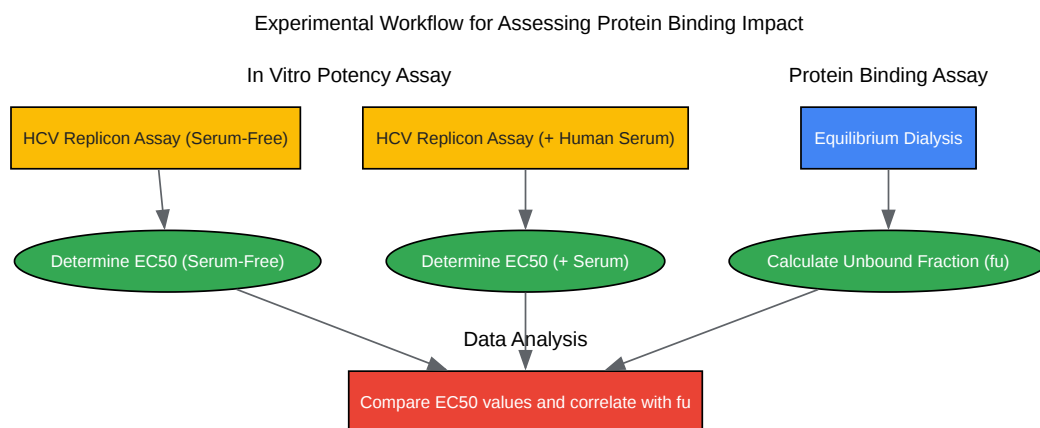 Experimental Workflow for Assessing Protein Binding Impact
In Vitro Potency Assay
Protein Binding Assay
HCV Replicon Assay (Serum-Free)
HCV Replicon Assay (+ Human Serum)
Equilibrium Dialysis
Determine EC50 (Serum-Free)
Determine EC50 (+ Serum)
Calculate Unbound Fraction (fu)
Data Analysis
Compare EC50 values and correlate with fu